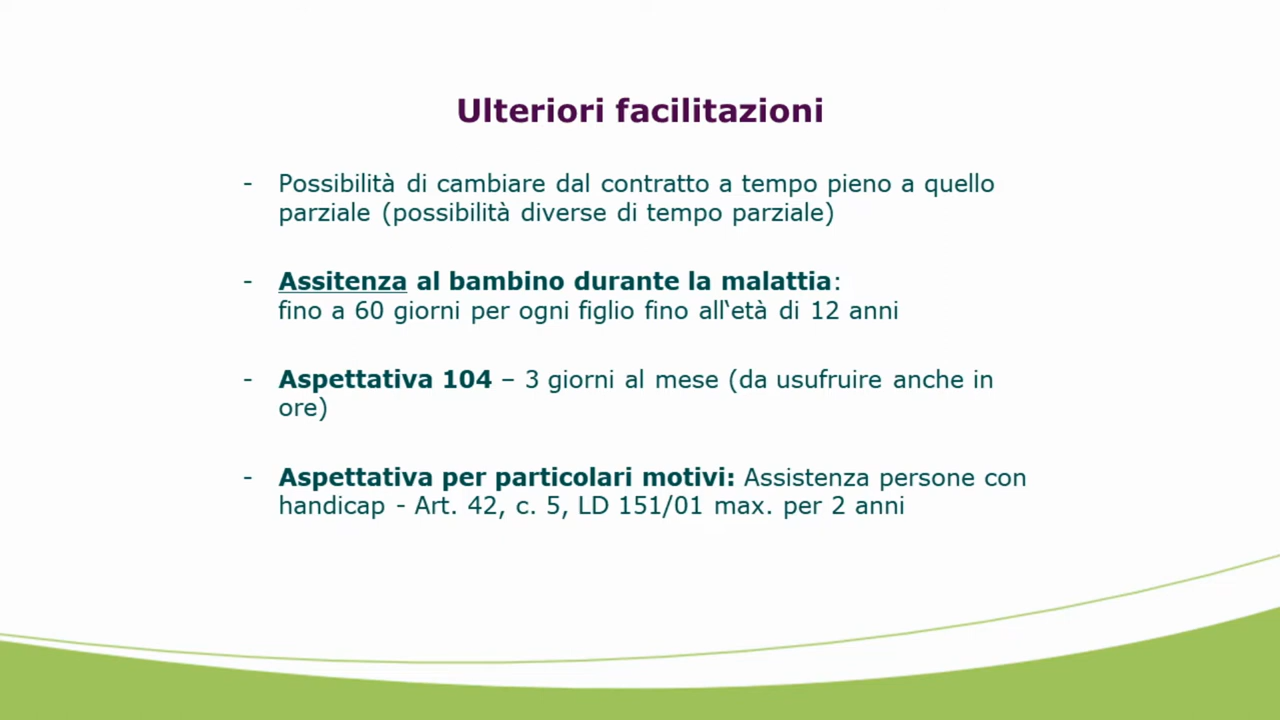 Ulteriori facilitazioni
- Possibilità di cambiare dal contratto a tempo pieno a quello
parziale (possibilità diverse di tempo parziale)
- Assitenza al bambino durante la malattia:
fino a 60 giorni per ogni figlio fino all‘età di 12 anni
- Aspettativa 104 – 3 giorni al mese (da usufruire anche in
ore)
- Aspettativa per particolari motivi: Assistenza persone con
handicap - Art. 42, c. 5, LD 151/01 max. per 2 anni